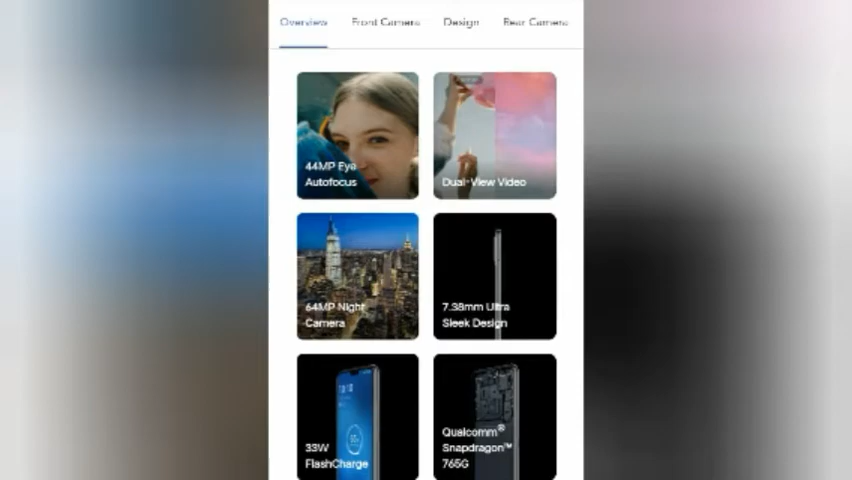 Overview Front Camera Design Rear Camera
44MP Eye
Autofocus
Dual-View Video
64MP Night
Camera
7.38mm Ultra
Sleek Design
33W
FlashCharge
Qualcomm®
Snapdragon™
765G